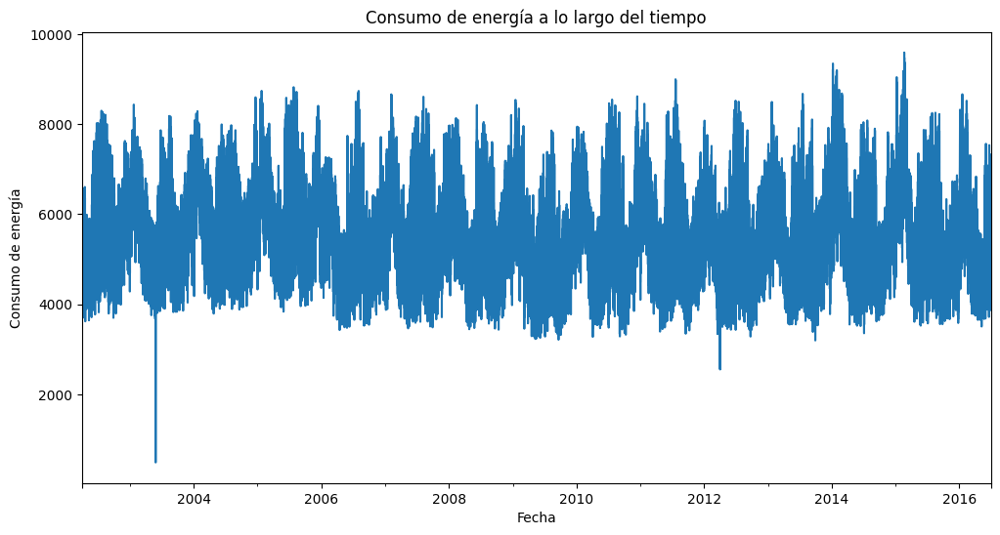 Consumo de energía a lo largo del tiempo
10000
8000
6000
4000
2000
Consumo de energía
2004 2006 2008 2010 2012 2014 2016
Fecha